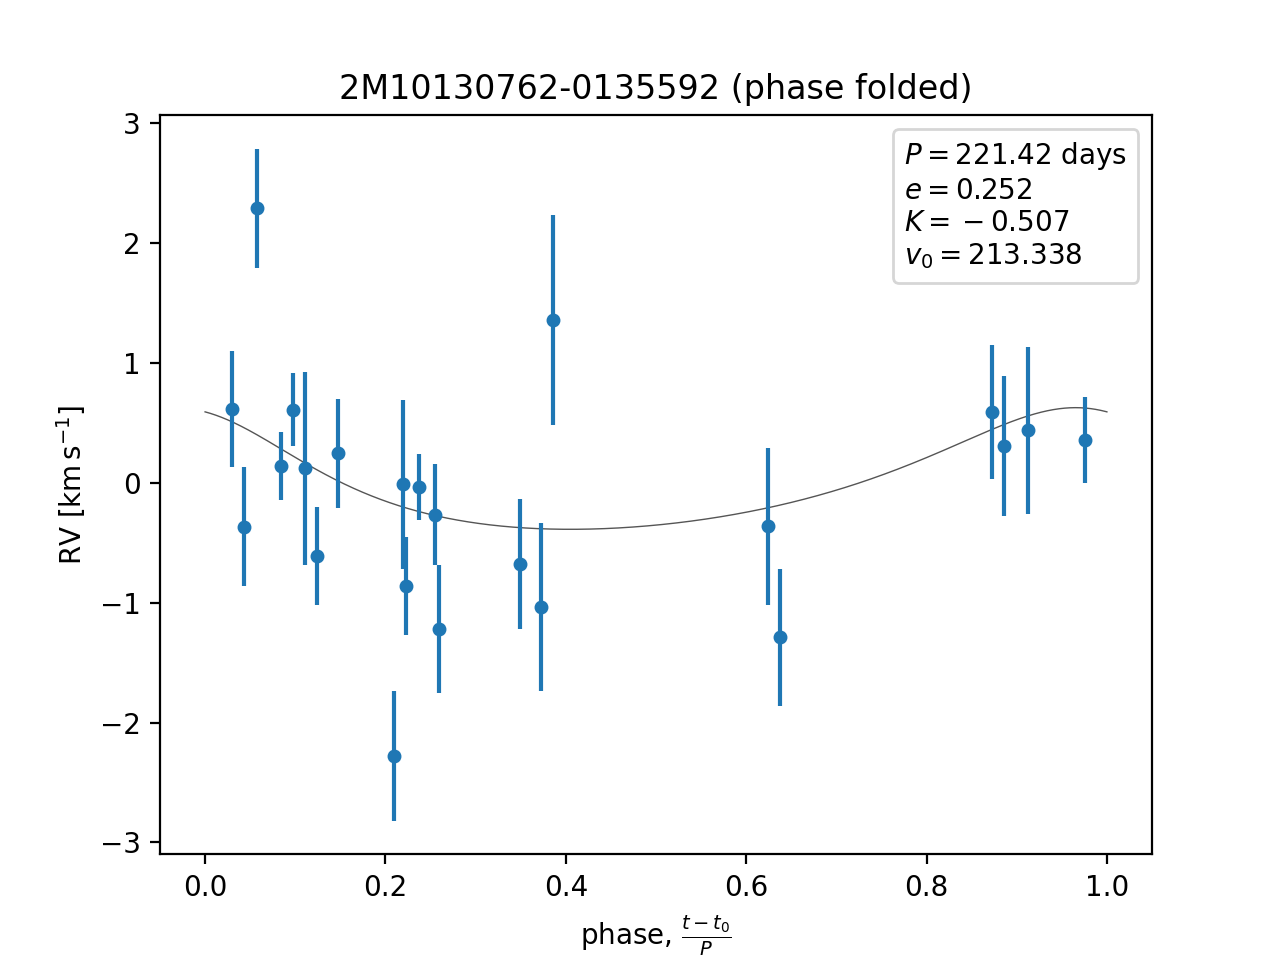 2M10130762-0135592 (phase folded)
P = 221.42 days
e = 0.252
K = −0.507
v₀ = 213.338
3
2
1
0
−1
−2
−3
RV [km s⁻¹]
0.0 0.2 0.4 0.6 0.8 1.0
phase, (t − t₀)/P